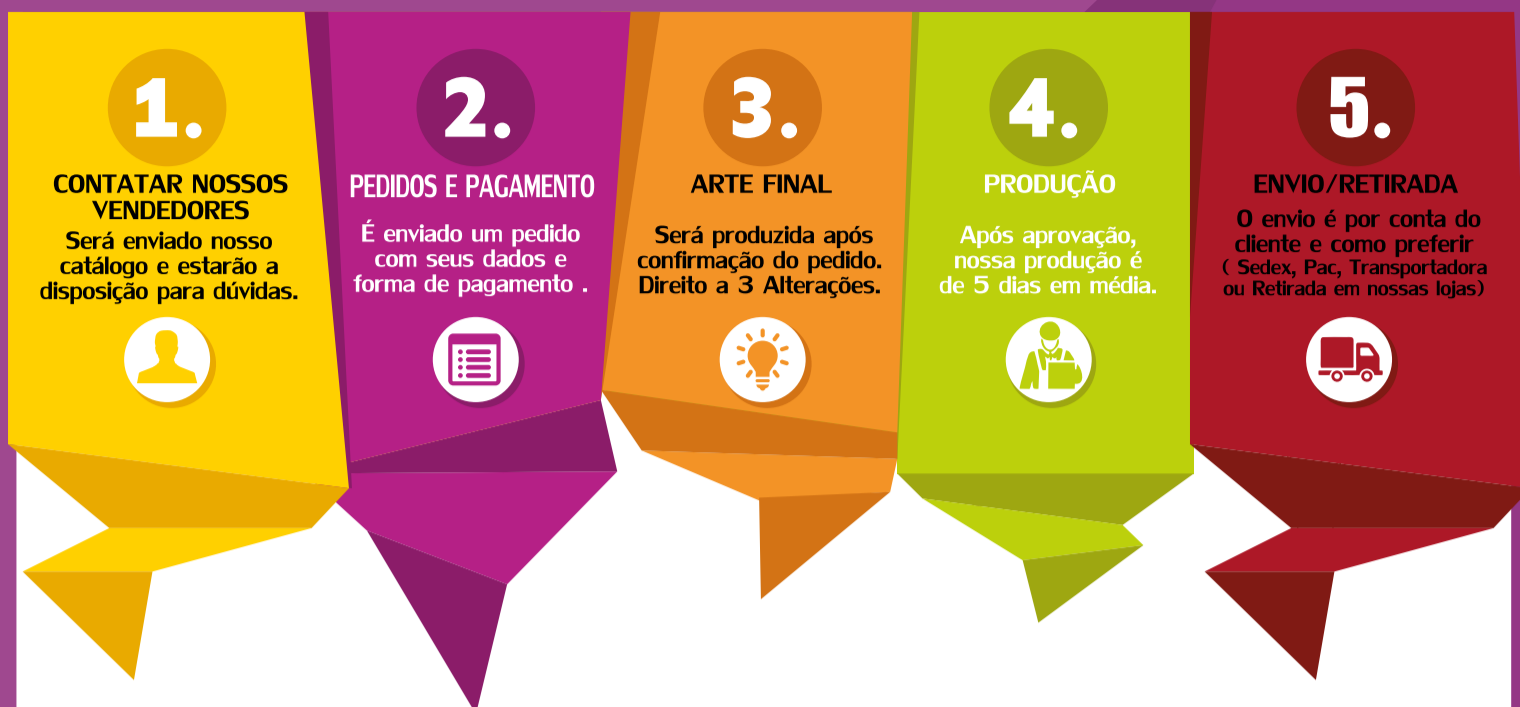 1.
CONTATAR NOSSOS
VENDEDORES
Será enviado nosso
catálogo e estarão a
disposição para dúvidas.
2.
PEDIDOS E PAGAMENTO
É enviado um pedido
com seus dados e
forma de pagamento .
3.
ARTE FINAL
Será produzida após
confirmação do pedido.
Direito a 3 Alterações.
4.
PRODUÇÃO
Após aprovação,
nossa produção é
de 5 dias em média.
5.
ENVIO/RETIRADA
O envio é por conta do
cliente e como preferir
( Sedex, Pac, Transportadora
ou Retirada em nossas lojas)